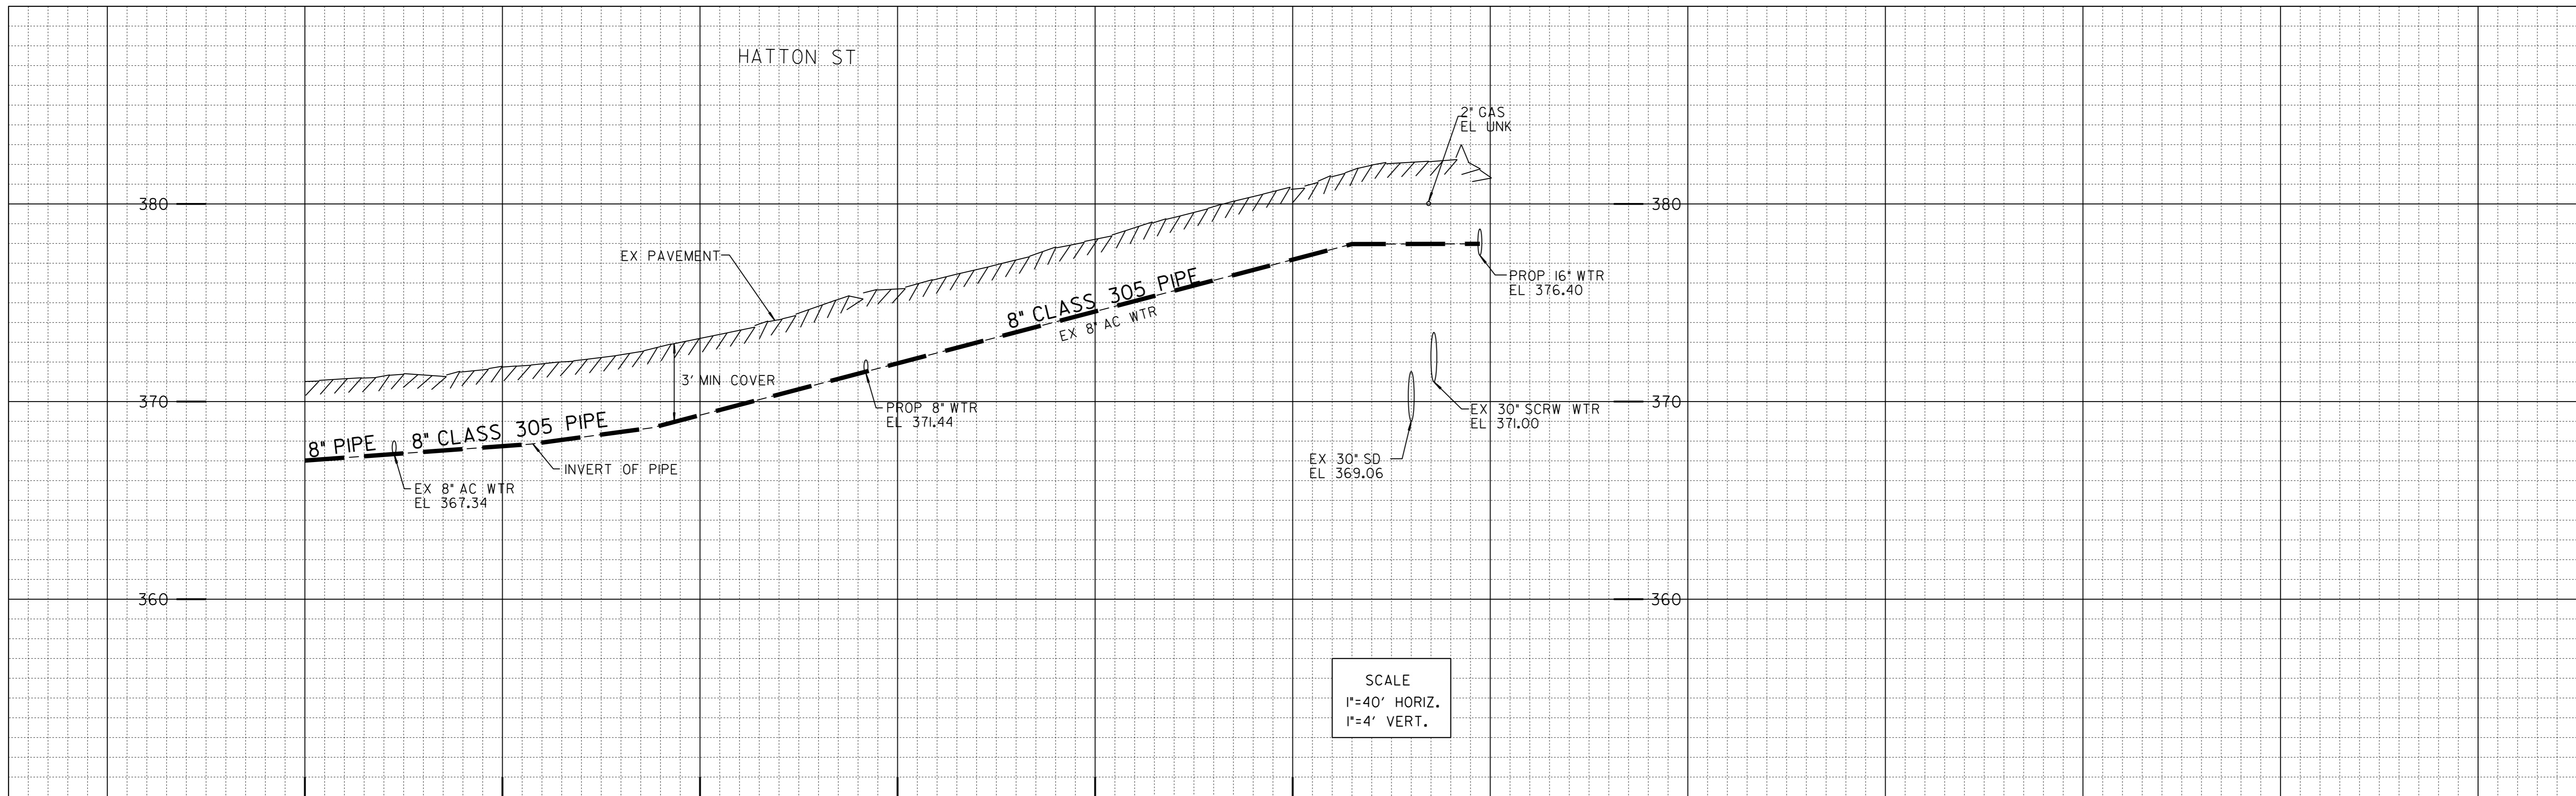 HATTON ST
2" GAS
EL UNK
380
380
EX PAVEMENT
PROP 16" WTR
EL 376.40
8" CLASS 305 PIPE
EX 8" AC WTR
3' MIN COVER
370
370
PROP 8" WTR
EL 371.44
EX 30" SCRW WTR
EL 371.00
8" PIPE
8" CLASS 305 PIPE
INVERT OF PIPE
EX 30" SD
EL 369.06
EX 8" AC WTR
EL 367.34
360
360
SCALE
1"=40' HORIZ.
1"=4' VERT.